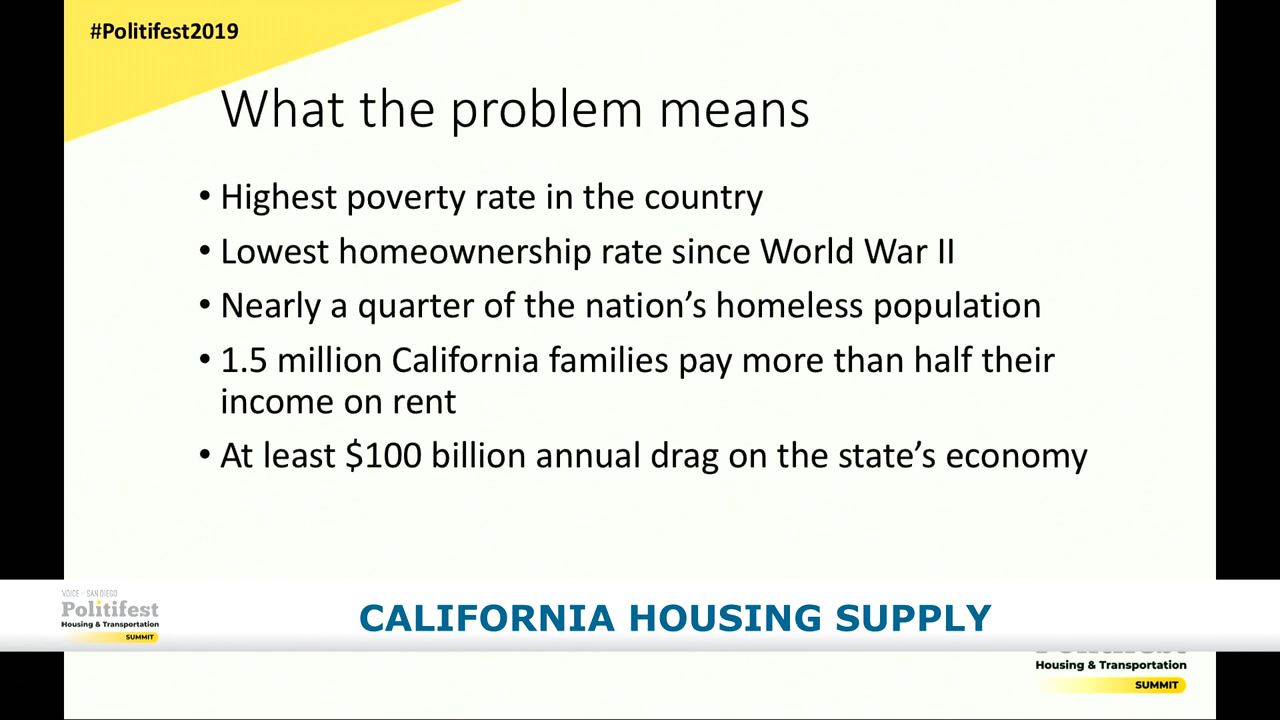 #Politifest2019
What the problem means
• Highest poverty rate in the country
• Lowest homeownership rate since World War II
• Nearly a quarter of the nation's homeless population
• 1.5 million California families pay more than half their
income on rent
• At least $100 billion annual drag on the state's economy
VOICE OF SAN DIEGO
Politifest
Housing & Transportation
SUMMIT
CALIFORNIA HOUSING SUPPLY
Housing & Transportation
SUMMIT